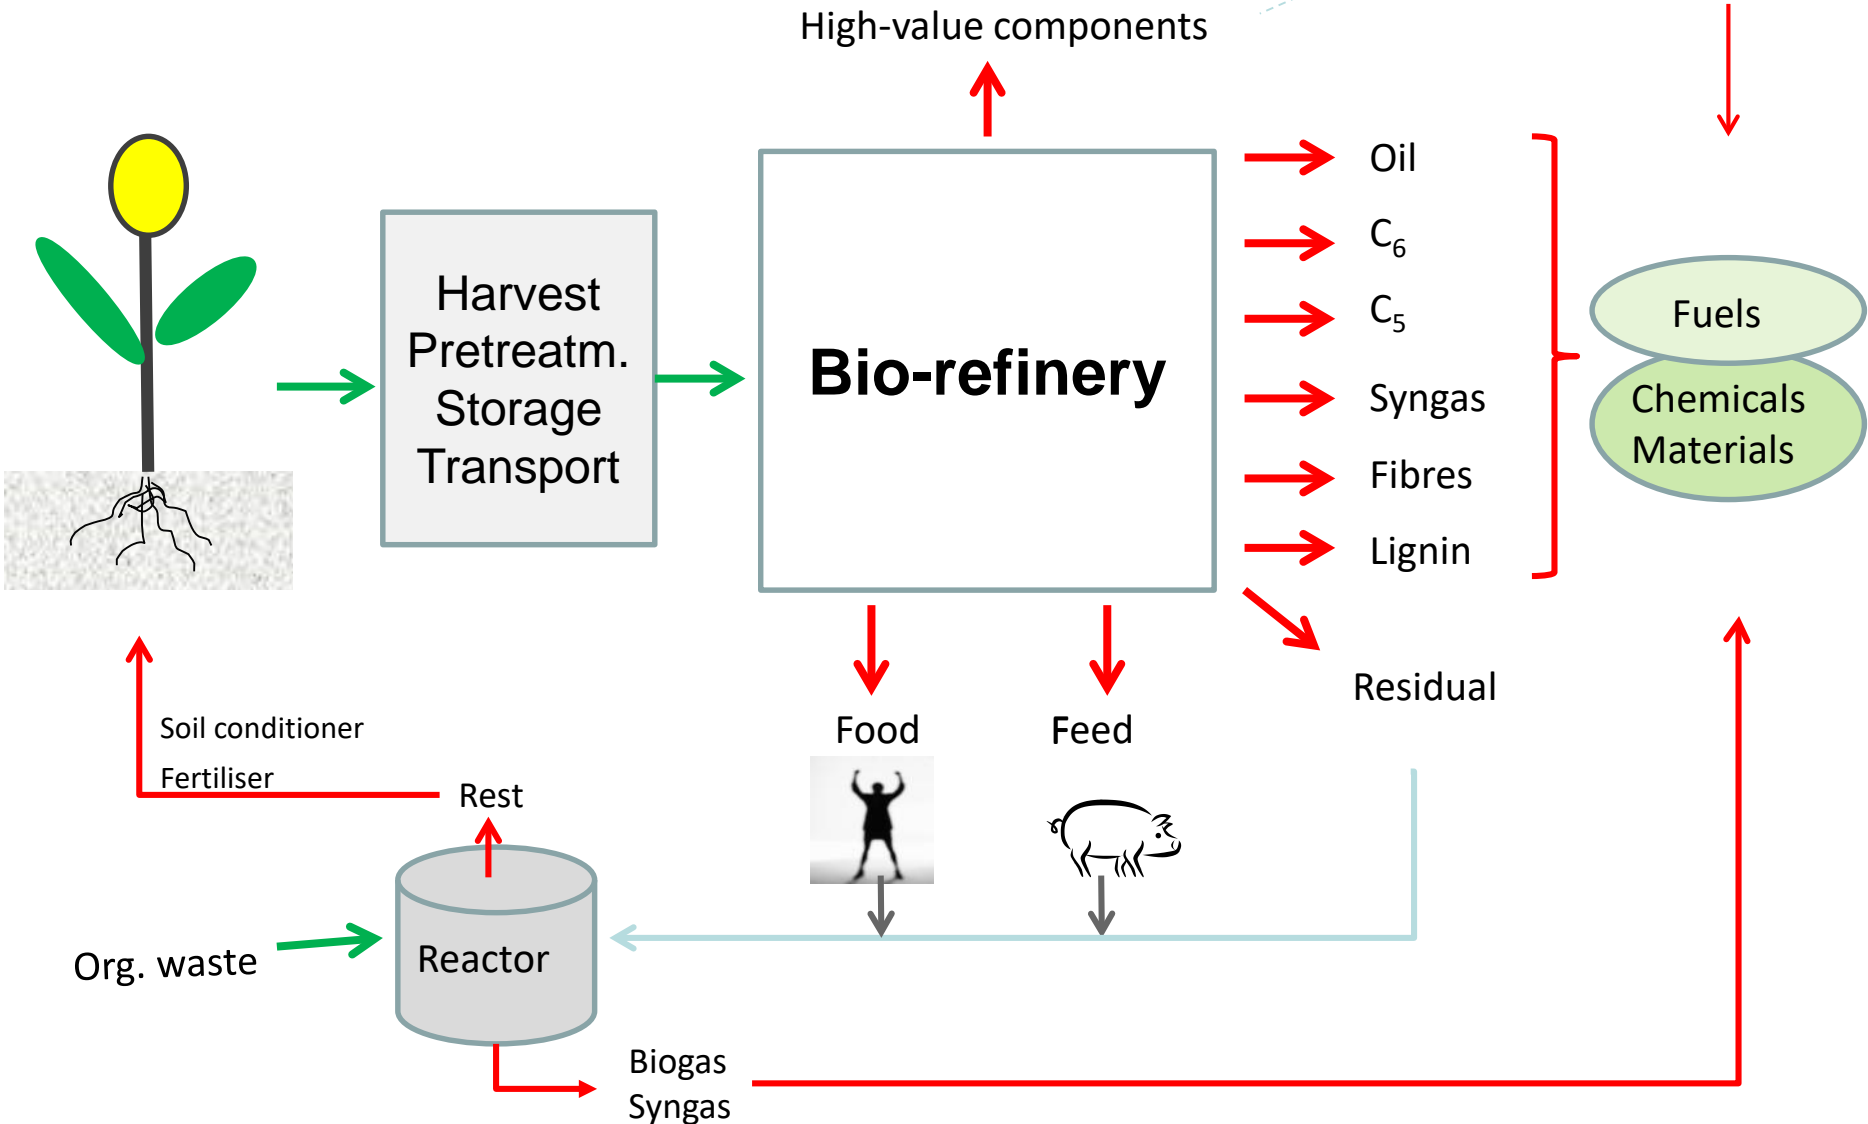 High-value components
Oil
C₆
C₅
Syngas
Fibres
Lignin
Harvest
Pretreatm.
Storage
Transport
Bio-refinery
Fuels
Chemicals
Materials
Residual
Food
Feed
Soil conditioner
Fertiliser
Rest
Reactor
Org. waste
Biogas
Syngas